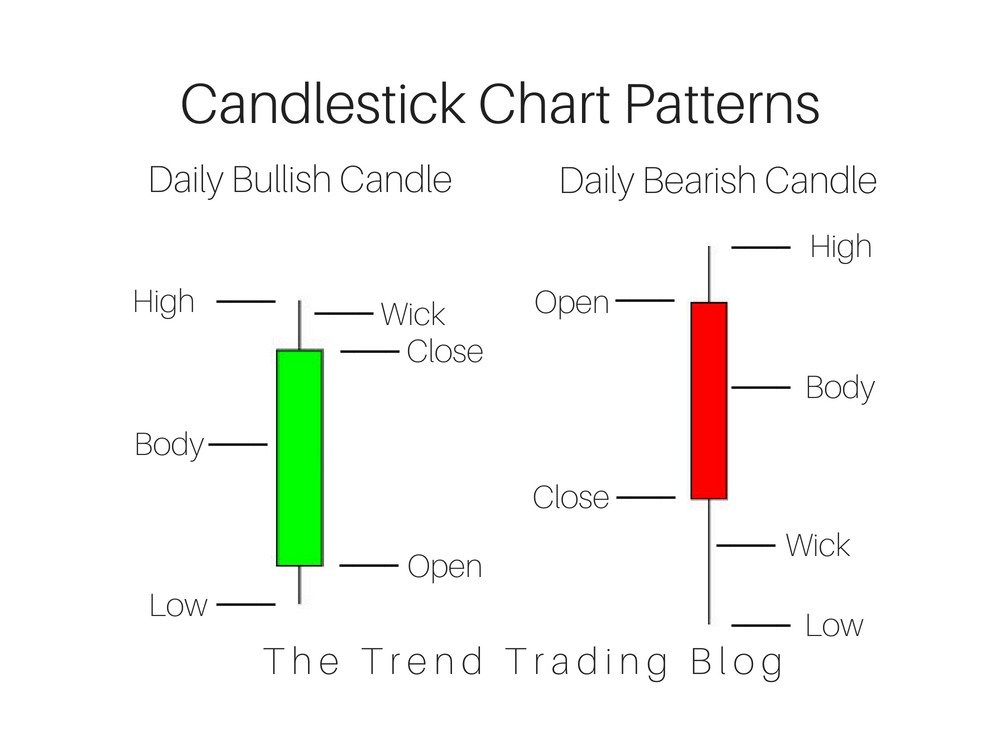 Candlestick Chart Patterns
Daily Bullish Candle
Daily Bearish Candle
High
Wick
Close
Body
Open
Low
High
Open
Body
Close
Wick
Low
The Trend Trading Blog